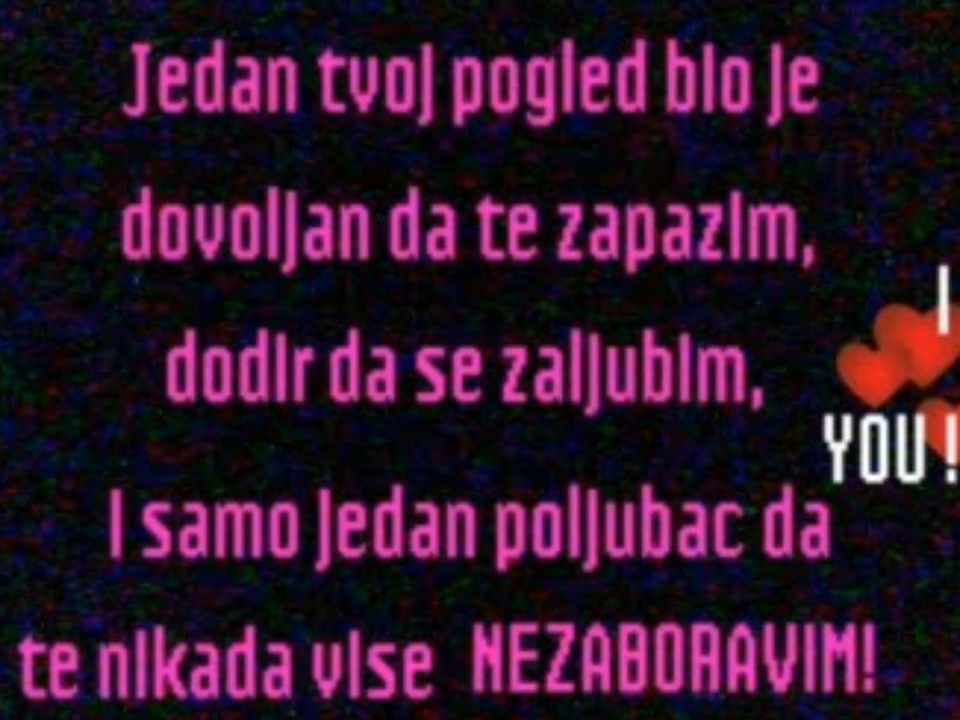 Jedan tvoj pogled bio je
dovoljan da te zapazim,
dodir da se zaljubim,
I samo jedan poljubac da
te nikada vise NEZABORAVIM!
I
YOU !